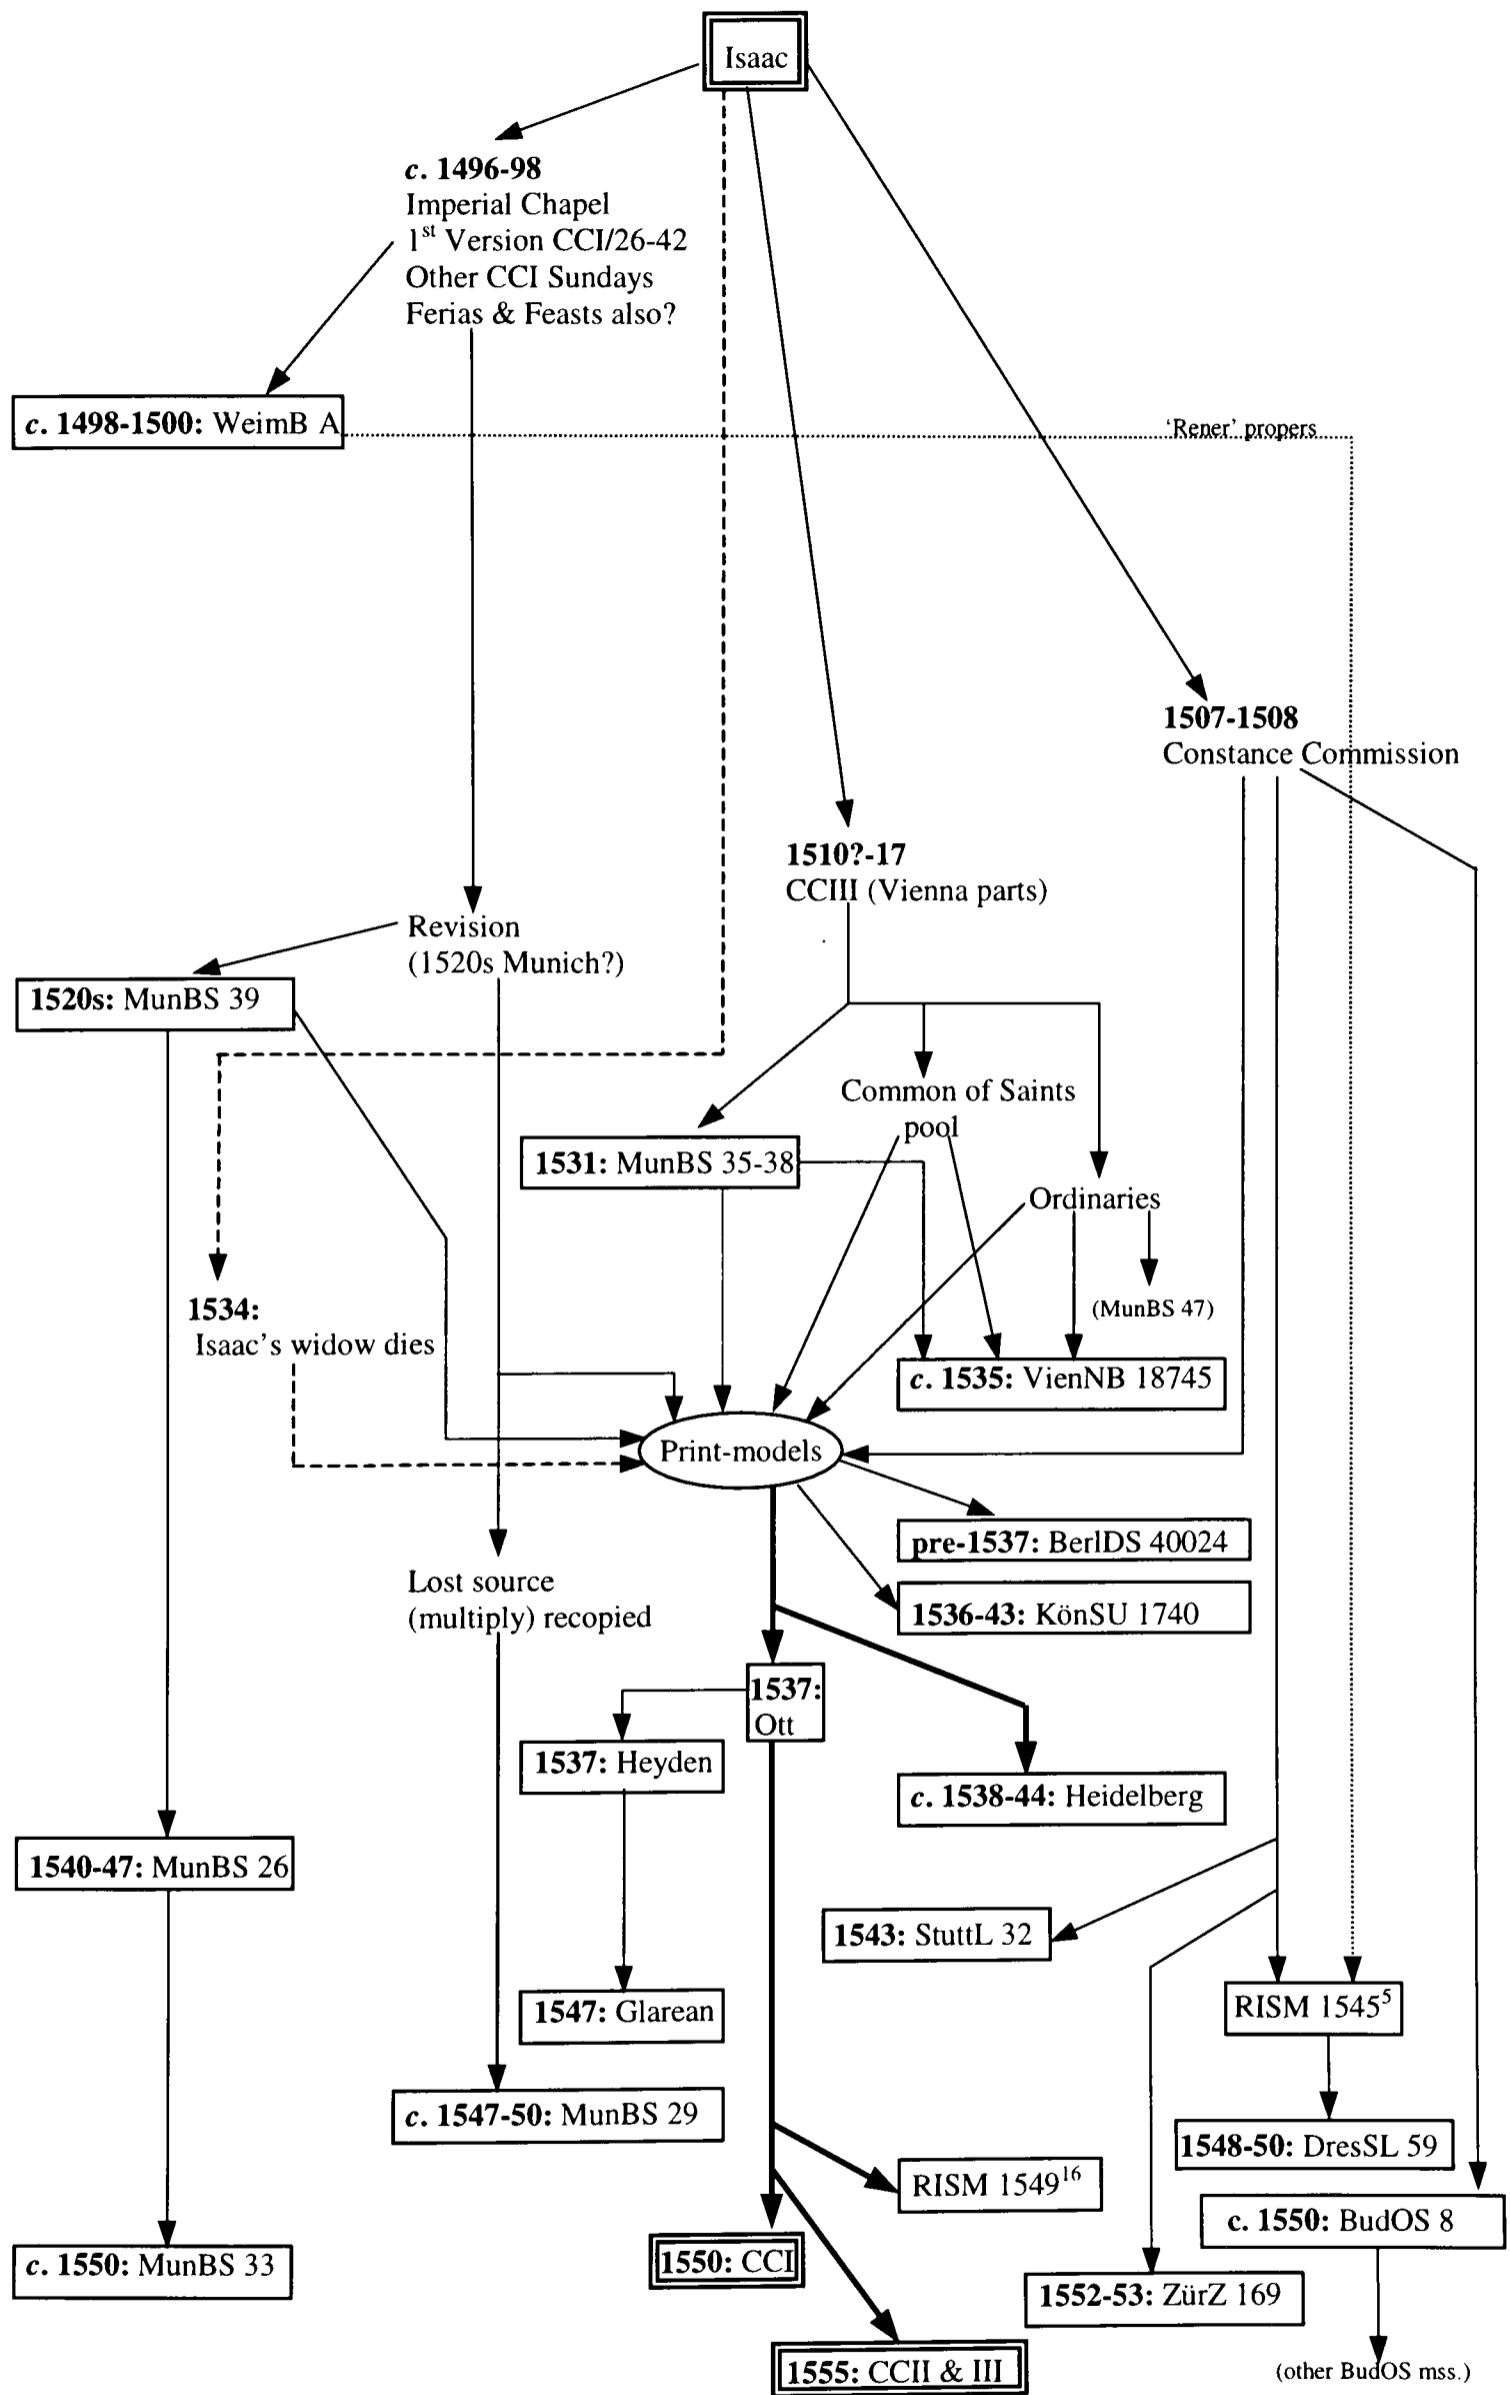 Isaac
c. 1496-98
Imperial Chapel
1st Version CCI/26-42
Other CCI Sundays
Ferias & Feasts also?
c. 1498-1500: WeimB A
'Rener' propers
1507-1508
Constance Commission
1510?-17
CCIII (Vienna parts)
Revision
(1520s Munich?)
1520s: MunBS 39
Common of Saints
pool
1531: MunBS 35-38
Ordinaries
(MunBS 47)
1534:
Isaac's widow dies
c. 1535: VienNB 18745
Print-models
pre-1537: BerlDS 40024
Lost source
(multiply) recopied
1536-43: KönSU 1740
1537:
Ott
1537: Heyden
c. 1538-44: Heidelberg
1540-47: MunBS 26
1543: StuttL 32
1547: Glarean
RISM 1545⁵
c. 1547-50: MunBS 29
1548-50: DresSL 59
RISM 1549¹⁶
c. 1550: BudOS 8
1550: CCI
c. 1550: MunBS 33
1552-53: ZürZ 169
1555: CCII & III
(other BudOS mss.)